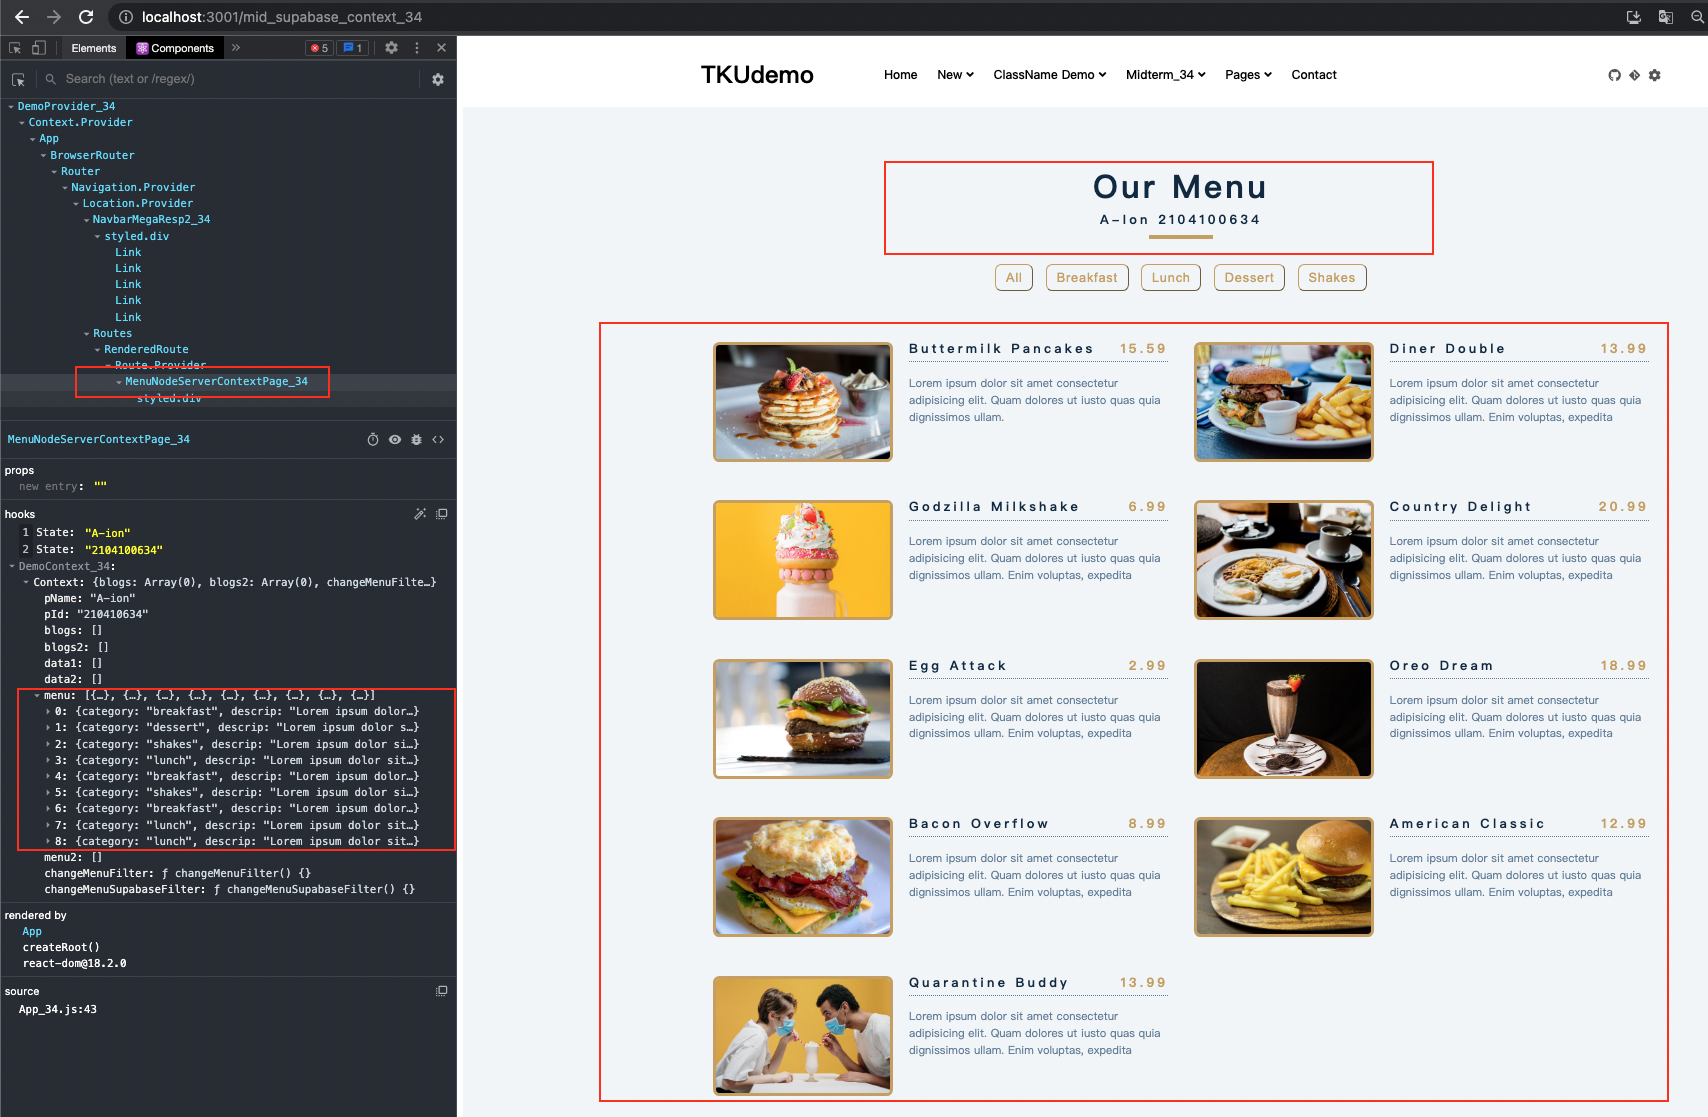 localhost:3001/mid_supabase_context_34
Elements
Components
»
5
1
Search (text or /regex/)
DemoProvider_34
Context.Provider
App
BrowserRouter
Router
Navigation.Provider
Location.Provider
NavbarMegaResp2_34
styled.div
Link
Link
Link
Link
Link
Routes
RenderedRoute
Route.Provider
MenuNodeServerContextPage_34
styled.div
MenuNodeServerContextPage_34
props
new entry: ""
hooks
1 State: "A-ion"
2 State: "2104100634"
DemoContext_34:
Context: {blogs: Array(0), blogs2: Array(0), changeMenuFilte…}
pName: "A-ion"
pId: "210410634"
blogs: []
blogs2: []
data1: []
data2: []
menu: [{…}, {…}, {…}, {…}, {…}, {…}, {…}, {…}, {…}]
0: {category: "breakfast", descrip: "Lorem ipsum dolor…}
1: {category: "dessert", descrip: "Lorem ipsum dolor s…}
2: {category: "shakes", descrip: "Lorem ipsum dolor si…}
3: {category: "lunch", descrip: "Lorem ipsum dolor sit…}
4: {category: "breakfast", descrip: "Lorem ipsum dolor…}
5: {category: "shakes", descrip: "Lorem ipsum dolor si…}
6: {category: "breakfast", descrip: "Lorem ipsum dolor…}
7: {category: "lunch", descrip: "Lorem ipsum dolor sit…}
8: {category: "lunch", descrip: "Lorem ipsum dolor sit…}
menu2: []
changeMenuFilter: ƒ changeMenuFilter() {}
changeMenuSupabaseFilter: ƒ changeMenuSupabaseFilter() {}
rendered by
App
createRoot()
react-dom@18.2.0
source
App_34.js:43
TKUdemo
Home New ClassName Demo Midterm_34 Pages Contact
Our Menu
A-Ion 2104100634
All Breakfast Lunch Dessert Shakes
Buttermilk Pancakes 15.59
Lorem ipsum dolor sit amet consectetur
adipisicing elit. Quam dolores ut iusto quas quia
dignissimos ullam.
Diner Double 13.99
Lorem ipsum dolor sit amet consectetur
adipisicing elit. Quam dolores ut iusto quas quia
dignissimos ullam. Enim voluptas, expedita
Godzilla Milkshake 6.99
Lorem ipsum dolor sit amet consectetur
adipisicing elit. Quam dolores ut iusto quas quia
dignissimos ullam. Enim voluptas, expedita
Country Delight 20.99
Lorem ipsum dolor sit amet consectetur
adipisicing elit. Quam dolores ut iusto quas quia
dignissimos ullam. Enim voluptas, expedita
Egg Attack 2.99
Lorem ipsum dolor sit amet consectetur
adipisicing elit. Quam dolores ut iusto quas quia
dignissimos ullam. Enim voluptas, expedita
Oreo Dream 18.99
Lorem ipsum dolor sit amet consectetur
adipisicing elit. Quam dolores ut iusto quas quia
dignissimos ullam. Enim voluptas, expedita
Bacon Overflow 8.99
Lorem ipsum dolor sit amet consectetur
adipisicing elit. Quam dolores ut iusto quas quia
dignissimos ullam. Enim voluptas, expedita
American Classic 12.99
Lorem ipsum dolor sit amet consectetur
adipisicing elit. Quam dolores ut iusto quas quia
dignissimos ullam. Enim voluptas, expedita
Quarantine Buddy 13.99
Lorem ipsum dolor sit amet consectetur
adipisicing elit. Quam dolores ut iusto quas quia
dignissimos ullam. Enim voluptas, expedita